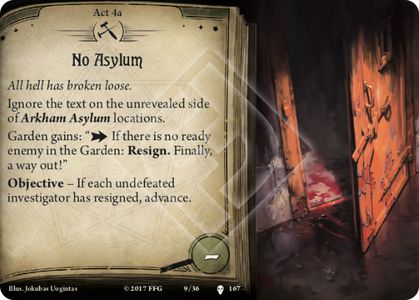 Act 4a
No Asylum
All hell has broken loose.
Ignore the text on the unrevealed side
of Arkham Asylum locations.
Garden gains: “ If there is no ready
enemy in the Garden: Resign. Finally,
a way out!”
Objective – If each undefeated
investigator has resigned, advance.
-
Illus. Jokubas Uogintas © 2017 FFG 9/36 167